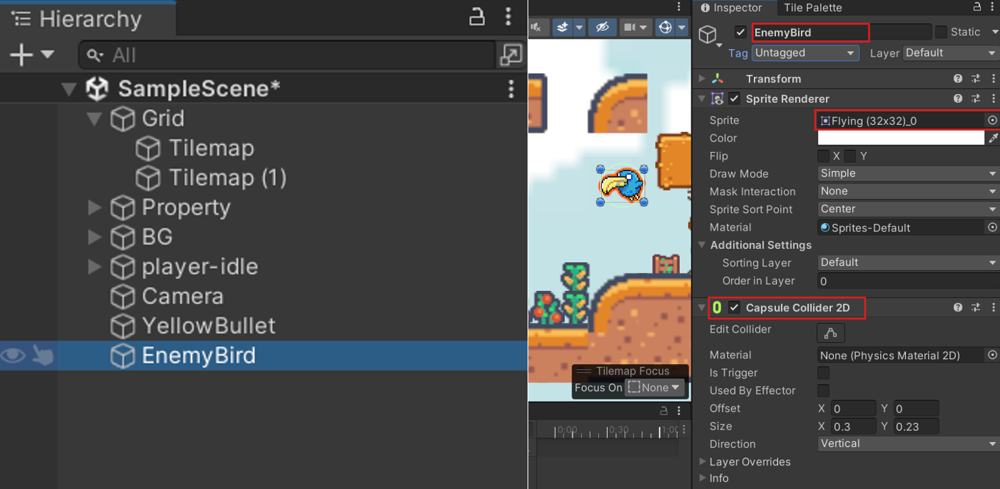 Hierarchy
All
SampleScene*
Grid
Tilemap
Tilemap (1)
Property
BG
player-idle
Camera
YellowBullet
EnemyBird
Tilemap Focus
Focus On None
0:00 0:30 1:00
Inspector Tile Palette
EnemyBird Static
Tag Untagged Layer Default
Transform
Sprite Renderer
Sprite Flying (32x32)_0
Color
Flip X Y
Draw Mode Simple
Mask Interaction None
Sprite Sort Point Center
Material Sprites-Default
Additional Settings
Sorting Layer Default
Order in Layer 0
Capsule Collider 2D
Edit Collider
Material None (Physics Material 2D)
Is Trigger
Used By Effector
Offset X 0 Y 0
Size X 0.3 Y 0.23
Direction Vertical
Layer Overrides
Info